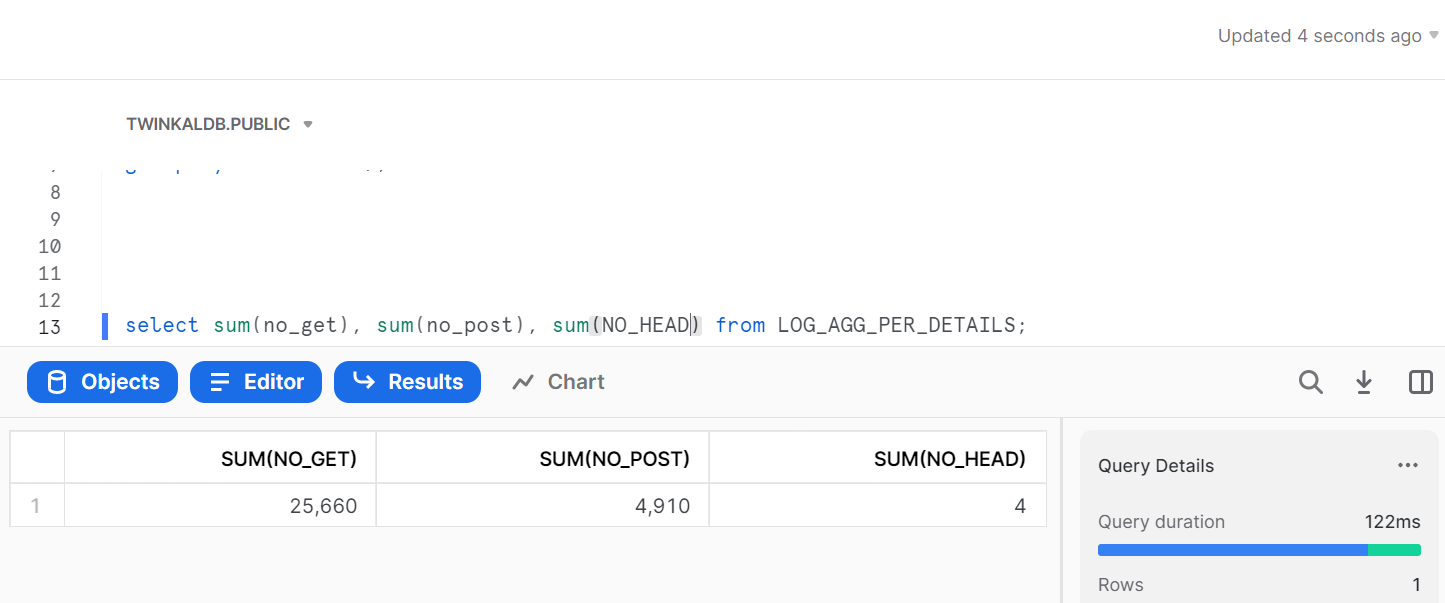 Updated 4 seconds ago
TWINKALDB.PUBLIC
8
9
10
11
12
13 select sum(no_get), sum(no_post), sum(NO_HEAD) from LOG_AGG_PER_DETAILS;
Objects Editor Results Chart
SUM(NO_GET) SUM(NO_POST) SUM(NO_HEAD)
1 25,660 4,910 4
Query Details
Query duration 122ms
Rows 1